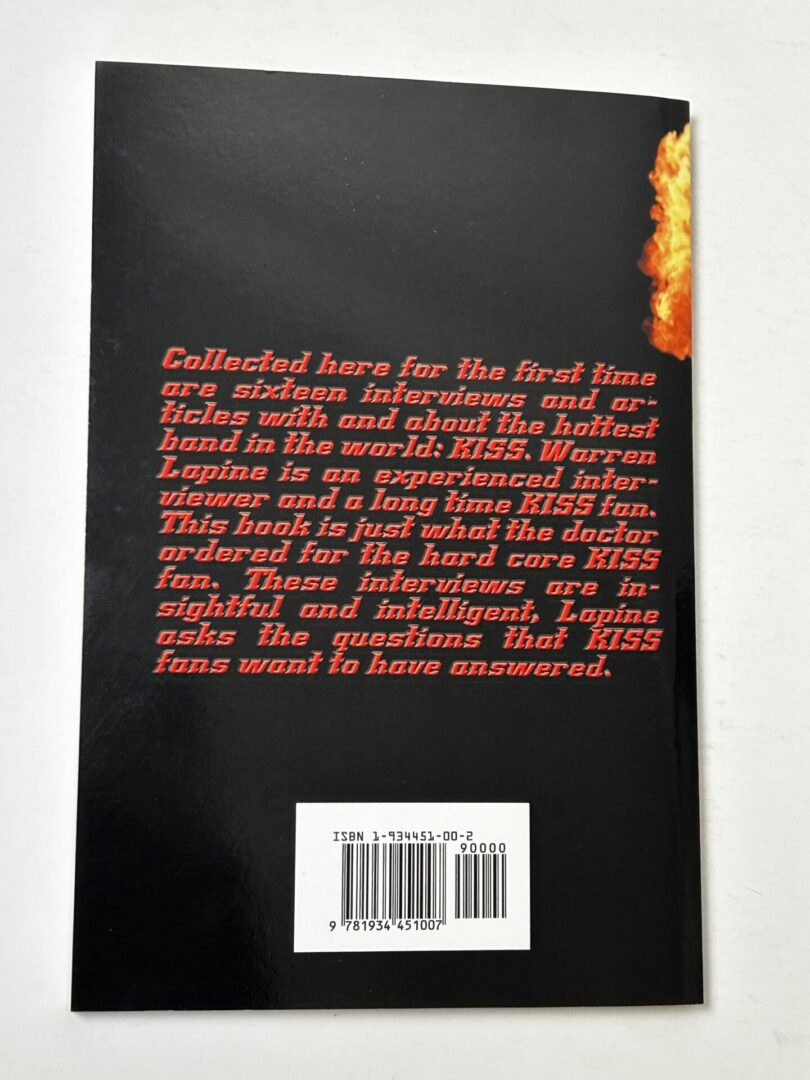 Collected here for the first time
are sixteen interviews and ar-
ticles with and about the hottest
band in the world: KISS. Warren
Lapine is an experienced inter-
viewer and a long time KISS fan.
This book is just what the doctor
ordered for the hard core KISS
fan. These interviews are in-
sightful and intelligent, Lapine
asks the questions that KISS
fans want to have answered.
ISBN 1-934451-00-2
90000
9 781934 451007